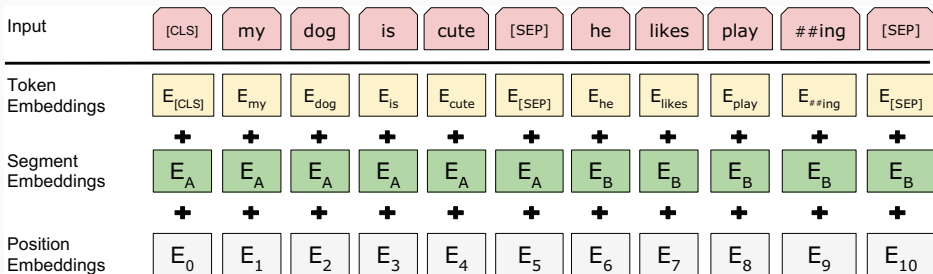 Input [CLS] my dog is cute [SEP] he likes play ##ing [SEP]
Token Embeddings E[CLS] Emy Edog Eis Ecute E[SEP] Ehe Elikes Eplay E##ing E[SEP]
+ + + + + + + + + + +
Segment Embeddings EA EA EA EA EA EA EB EB EB EB EB
+ + + + + + + + + + +
Position Embeddings E0 E1 E2 E3 E4 E5 E6 E7 E8 E9 E10